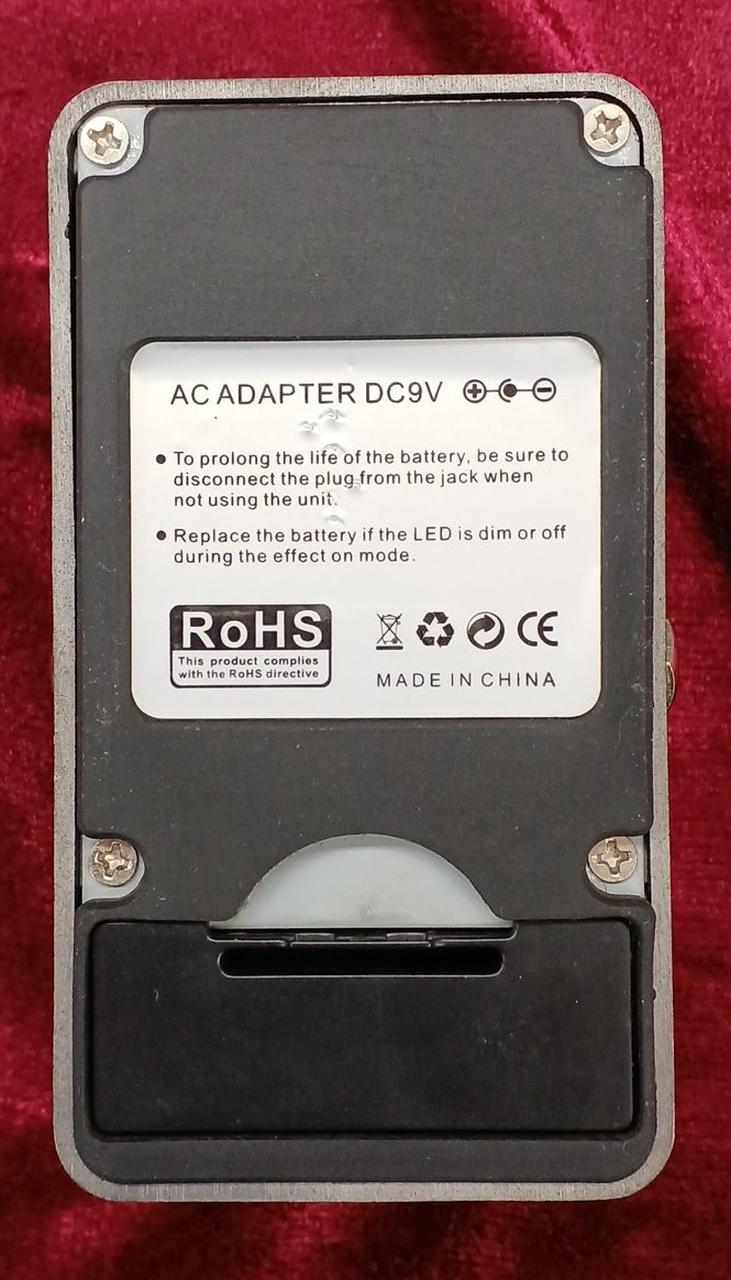 AC ADAPTER DC9V
• To prolong the life of the battery, be sure to
disconnect the plug from the jack when
not using the unit.
• Replace the battery if the LED is dim or off
during the effect on mode.
RoHS
This product complies
with the RoHS directive
CE
MADE IN CHINA